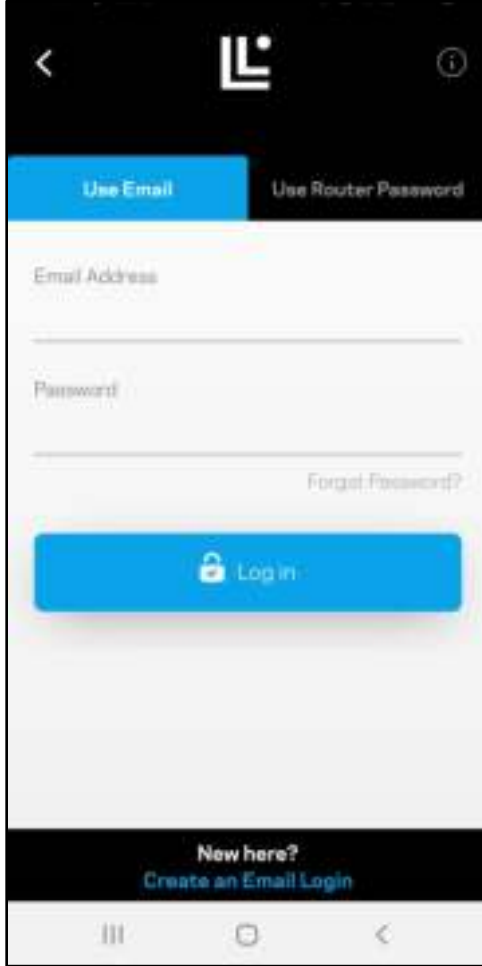 Use Email
Use Router Password
Email Address
Password
Forgot Password?
Log in
New here?
Create an Email Login